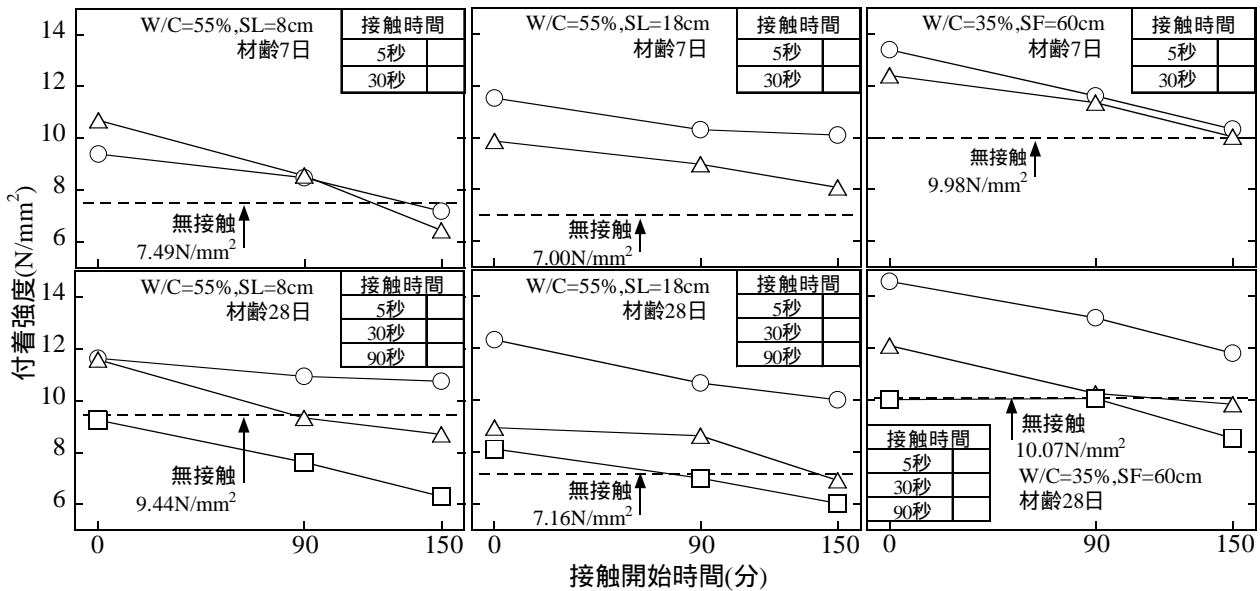 W/C=55%,SL=8cm
材齢7日
接触時間
5秒
30秒
無接触
7.49N/mm²
W/C=55%,SL=18cm
材齢7日
接触時間
5秒
30秒
無接触
7.00N/mm²
W/C=35%,SF=60cm
材齢7日
接触時間
5秒
30秒
無接触
9.98N/mm²
14
12
10
8
6
付着強度(N/mm²)
W/C=55%,SL=8cm
材齢28日
接触時間
5秒
30秒
90秒
無接触
9.44N/mm²
W/C=55%,SL=18cm
材齢28日
接触時間
5秒
30秒
90秒
無接触
7.16N/mm²
接触時間
5秒
30秒
90秒
無接触
10.07N/mm²
W/C=35%,SF=60cm
材齢28日
14
12
10
8
6
0 90 150
0 90 150
0 90 150
接触開始時間(分)